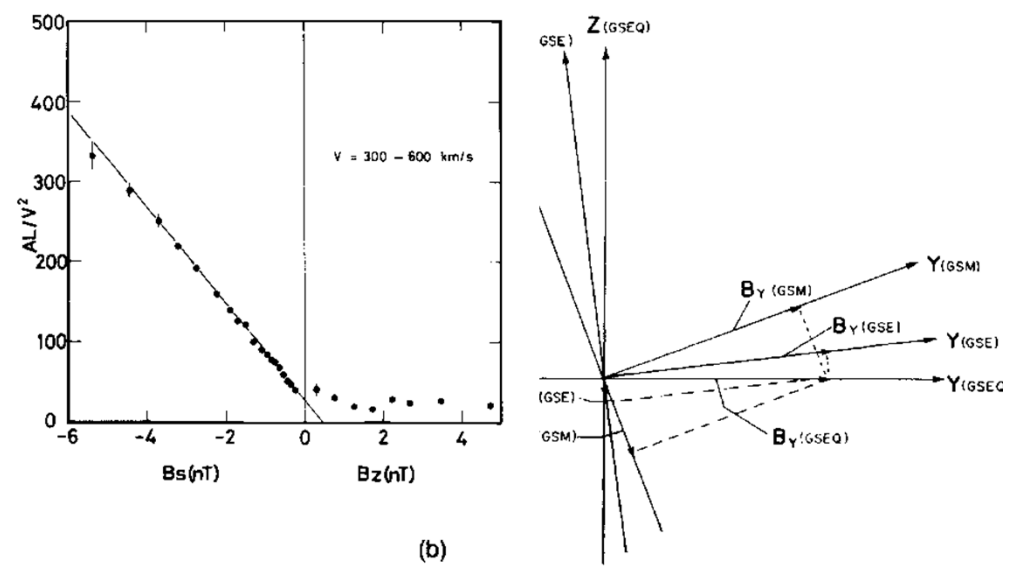 500
400
300
200
100
0
AL/V²
V = 300 – 600 km/s
-6
-4
-2
0
2
4
Bs(nT)
Bz(nT)
(b)
GSE)
Z(GSEQ)
Y(GSM)
BY(GSM)
BY(GSE)
Y(GSE)
Y(GSEQ
(GSE)
GSM)
BY(GSEQ)